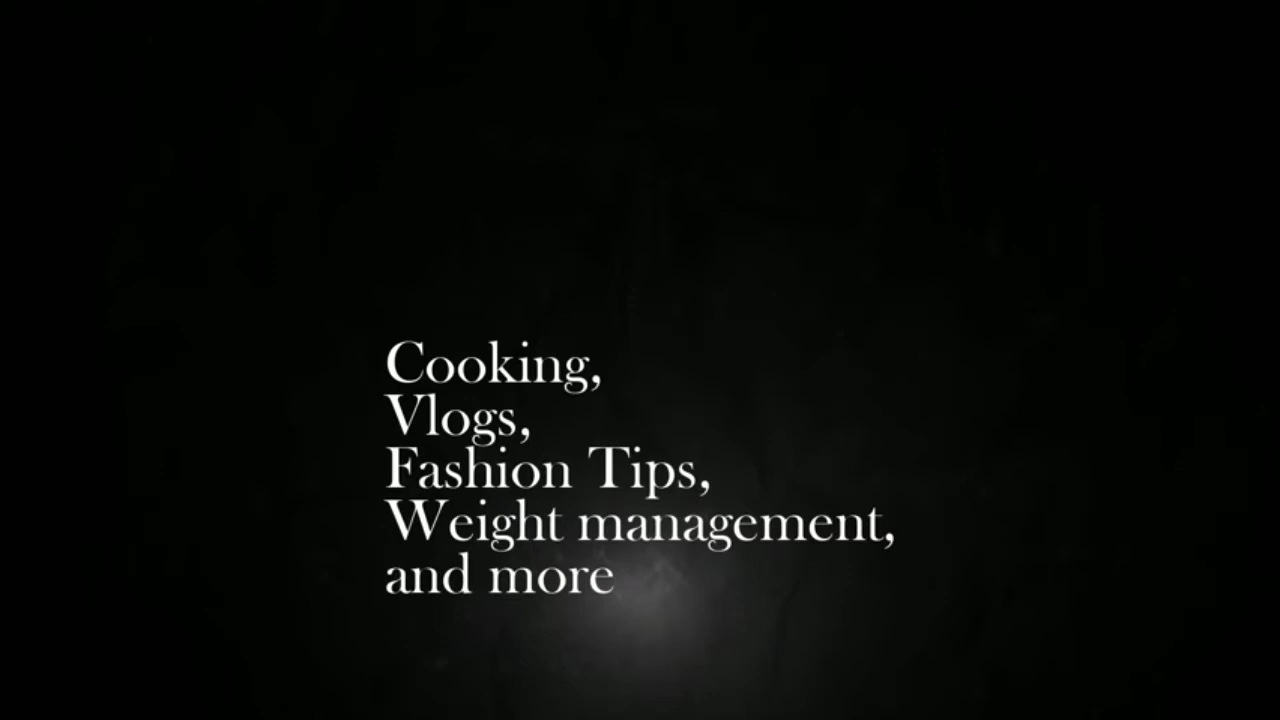 Cooking,
Vlogs,
Fashion Tips,
Weight management,
and more